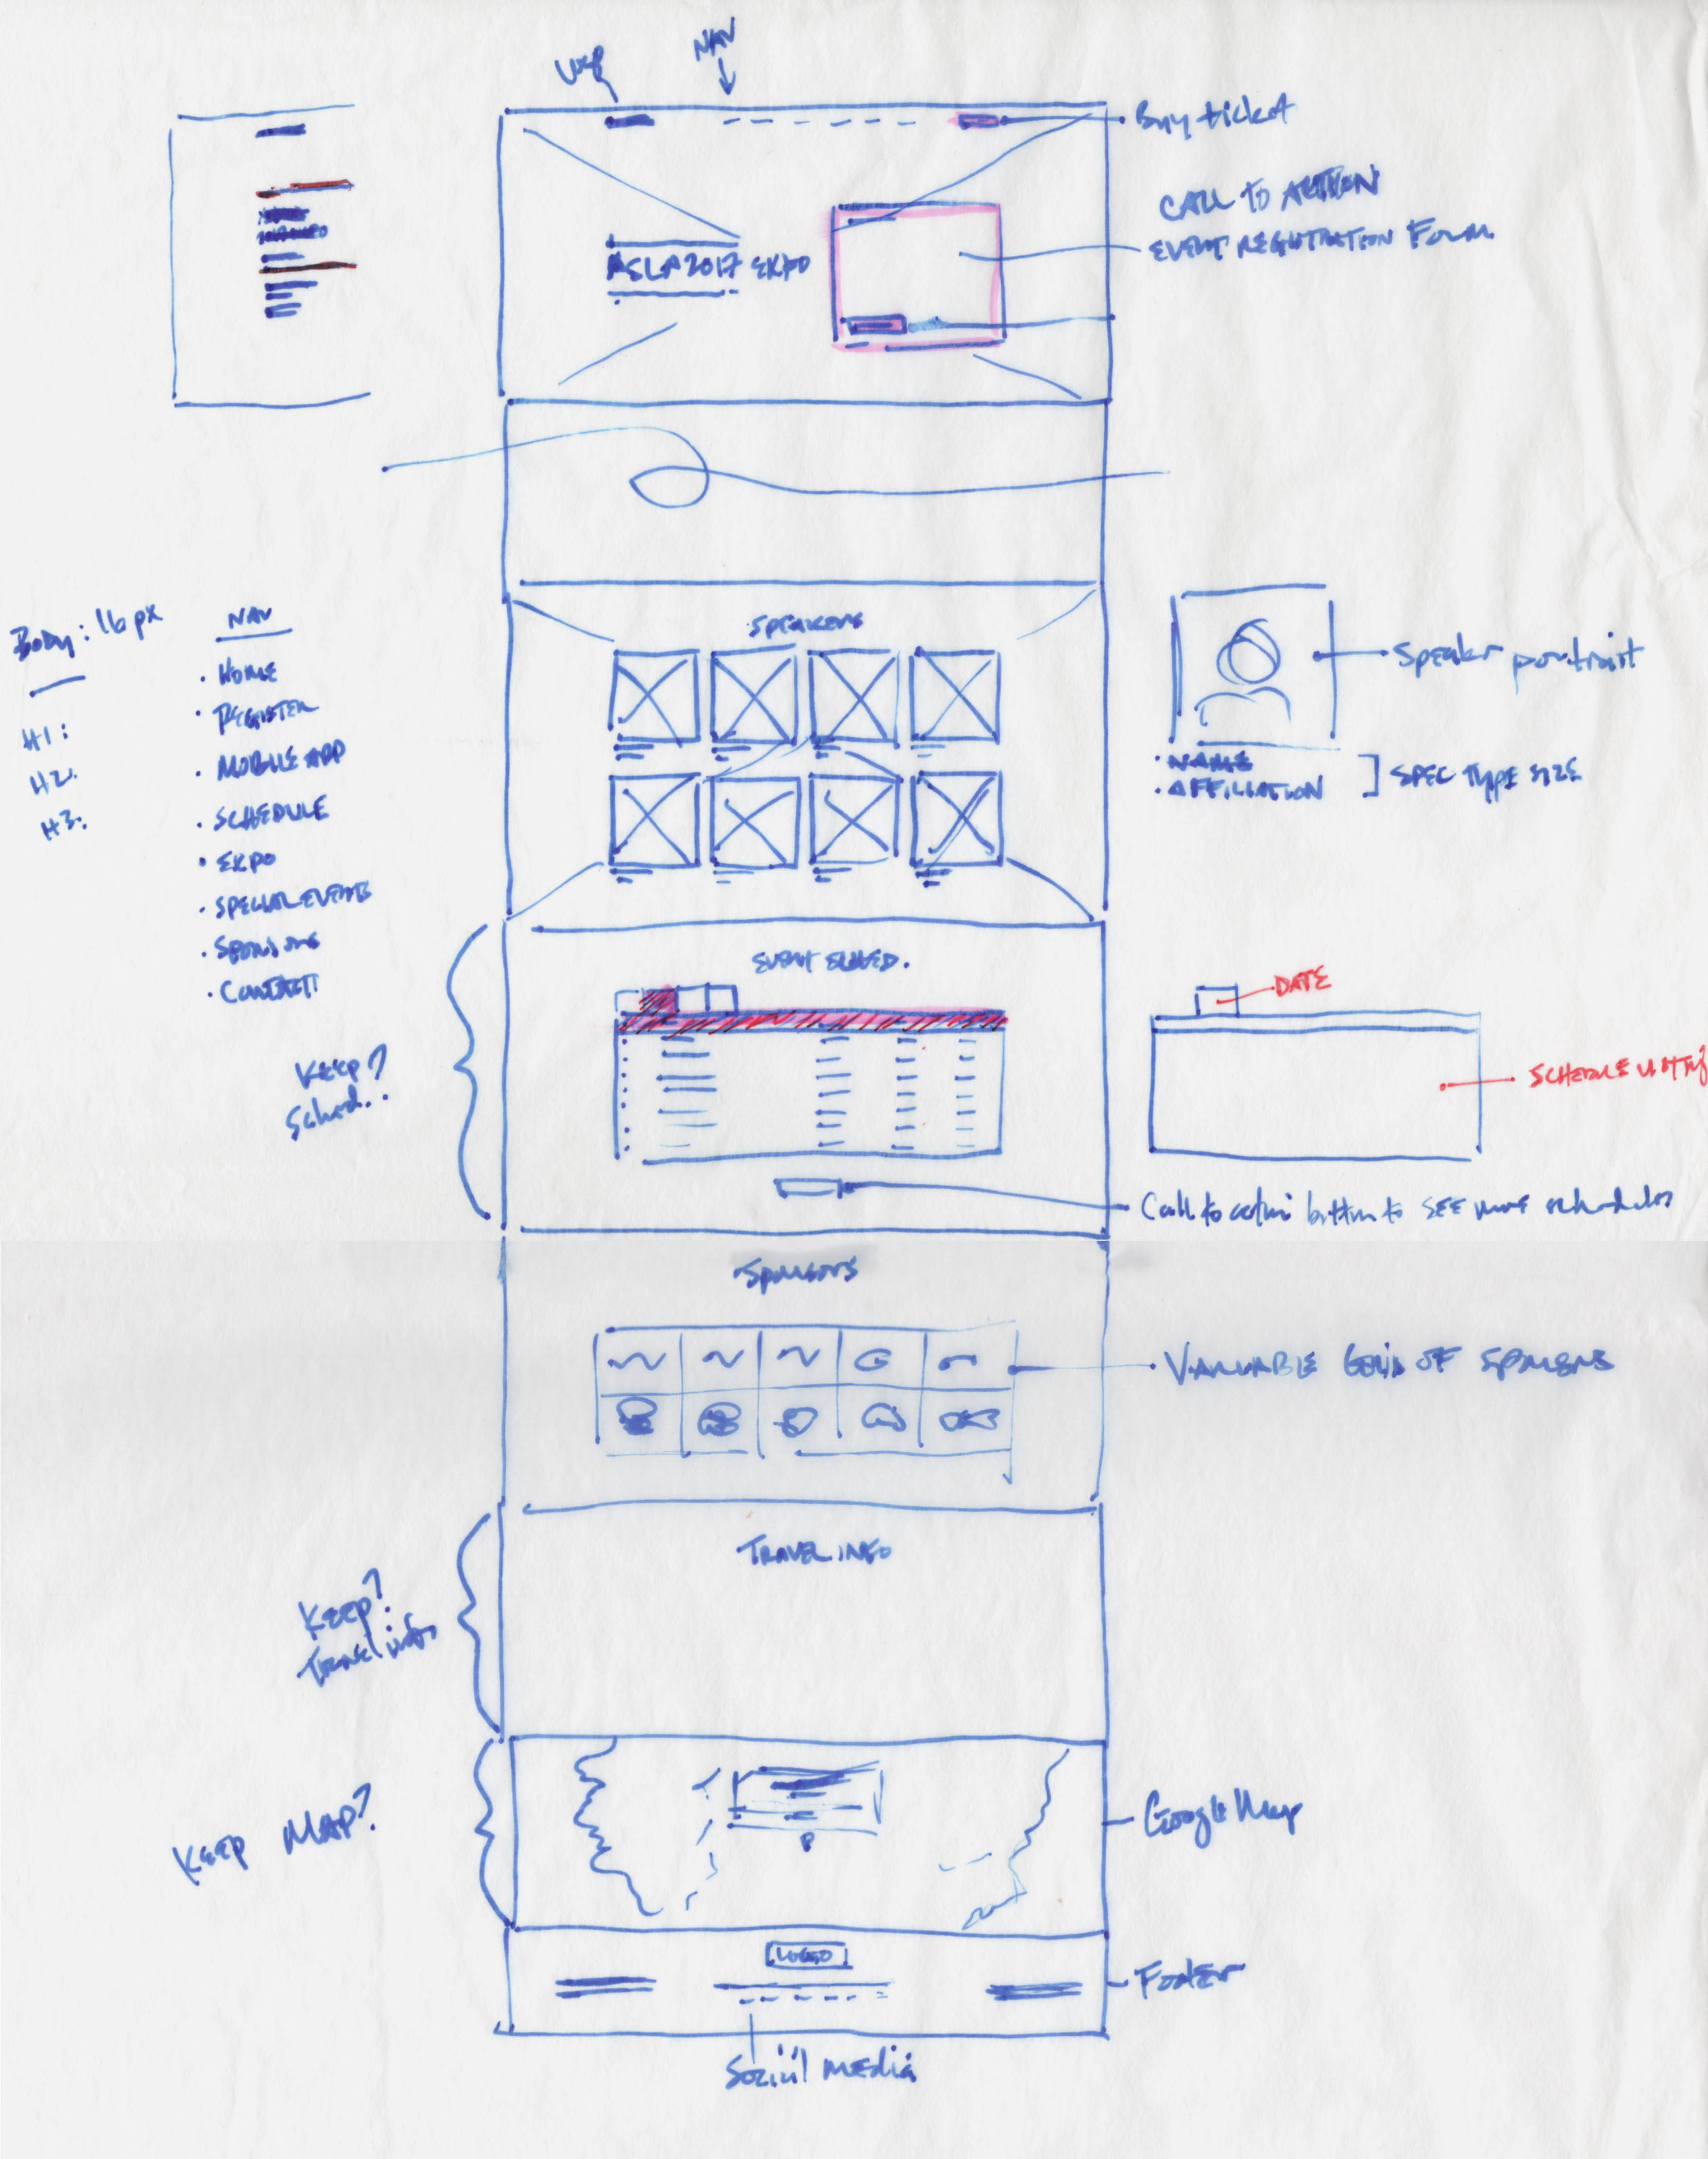 NAV
Buy ticket
CALL TO ACTION
EVENT REGISTRATION FORM
ASLA 2017 EXPO
Body: 16px
H1:
H2:
H3:
NAV
• HOME
• REGISTER
• MOBILE APP
• SCHEDULE
• EXPO
• SPECIAL EVENTS
• SPONSORS
• CONTACT
SPEAKERS
Speaker portrait
• NAME
• AFFILIATION
SPEC TYPE SIZE
EVENT SCHED.
KEEP?
Sched.
DATE
SCHEDULE LISTING
Call to action button to SEE more schedules
Sponsors
VARIABLE GRID OF SPONSORS
TRAVEL INFO
KEEP?
Travel info
KEEP MAP?
Google Map
LOGO
Footer
Social media